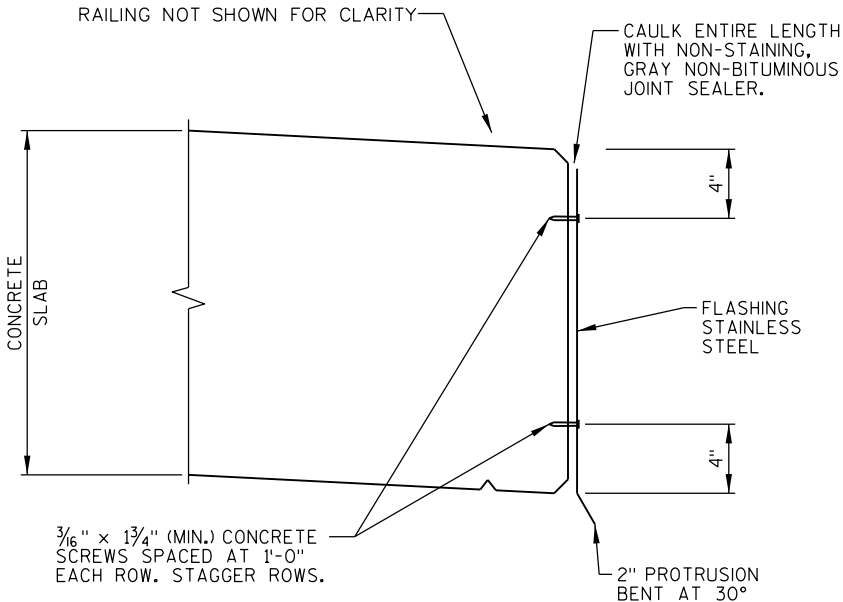 RAILING NOT SHOWN FOR CLARITY
CAULK ENTIRE LENGTH
WITH NON-STAINING,
GRAY NON-BITUMINOUS
JOINT SEALER.
4"
CONCRETE
SLAB
FLASHING
STAINLESS
STEEL
4"
3/16" × 1 3/4" (MIN.) CONCRETE
SCREWS SPACED AT 1'-0"
EACH ROW. STAGGER ROWS.
2" PROTRUSION
BENT AT 30°